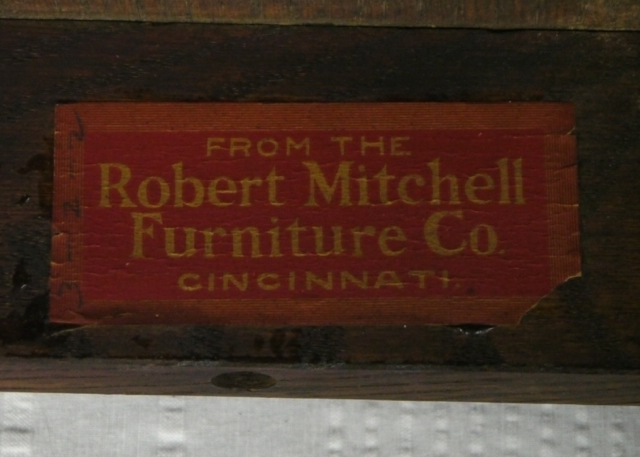 FROM THE
Robert Mitchell
Furniture Co.
CINCINNATI.